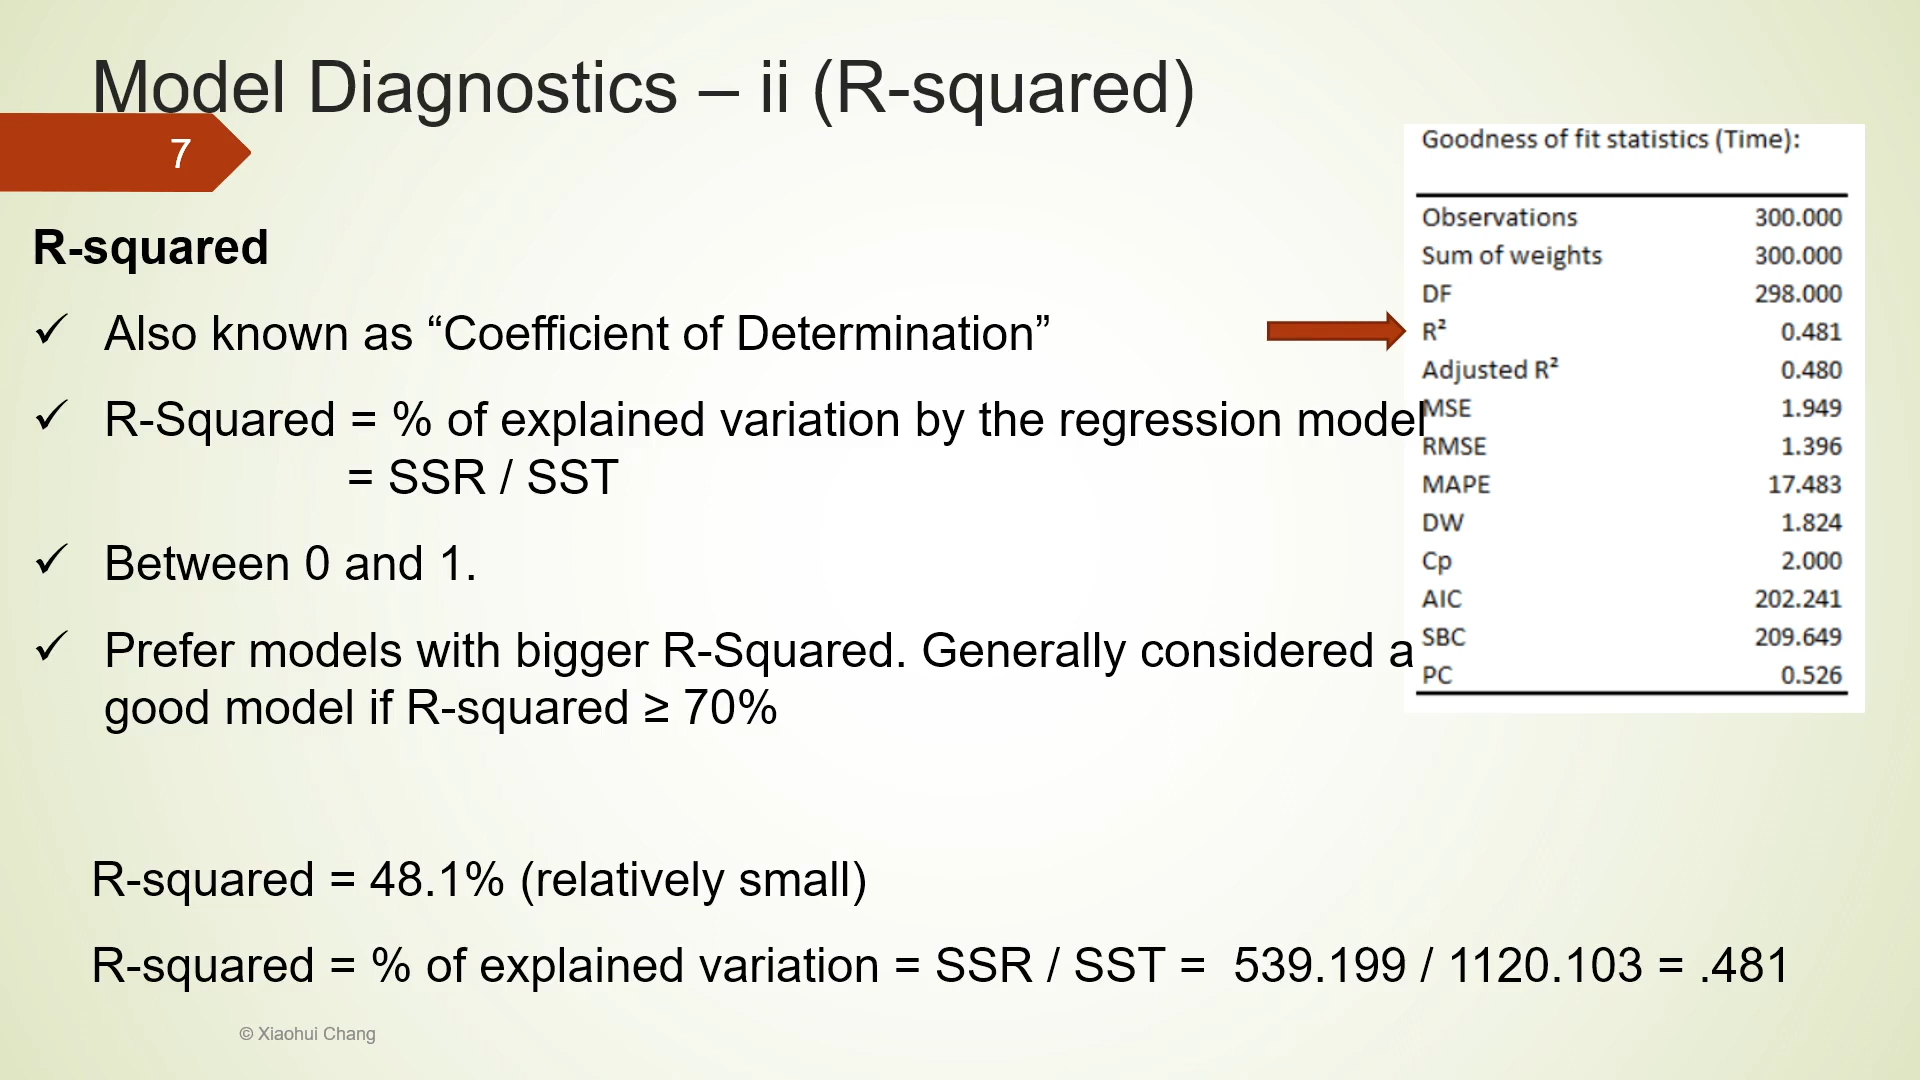 Model Diagnostics – ii (R-squared)
7
R-squared
✓ Also known as “Coefficient of Determination”
✓ R-Squared = % of explained variation by the regression model
= SSR / SST
✓ Between 0 and 1.
✓ Prefer models with bigger R-Squared. Generally considered a
good model if R-squared ≥ 70%
R-squared = 48.1% (relatively small)
R-squared = % of explained variation = SSR / SST = 539.199 / 1120.103 = .481
© Xiaohui Chang
Goodness of fit statistics (Time):
Observations 300.000
Sum of weights 300.000
DF 298.000
R² 0.481
Adjusted R² 0.480
MSE 1.949
RMSE 1.396
MAPE 17.483
DW 1.824
Cp 2.000
AIC 202.241
SBC 209.649
PC 0.526